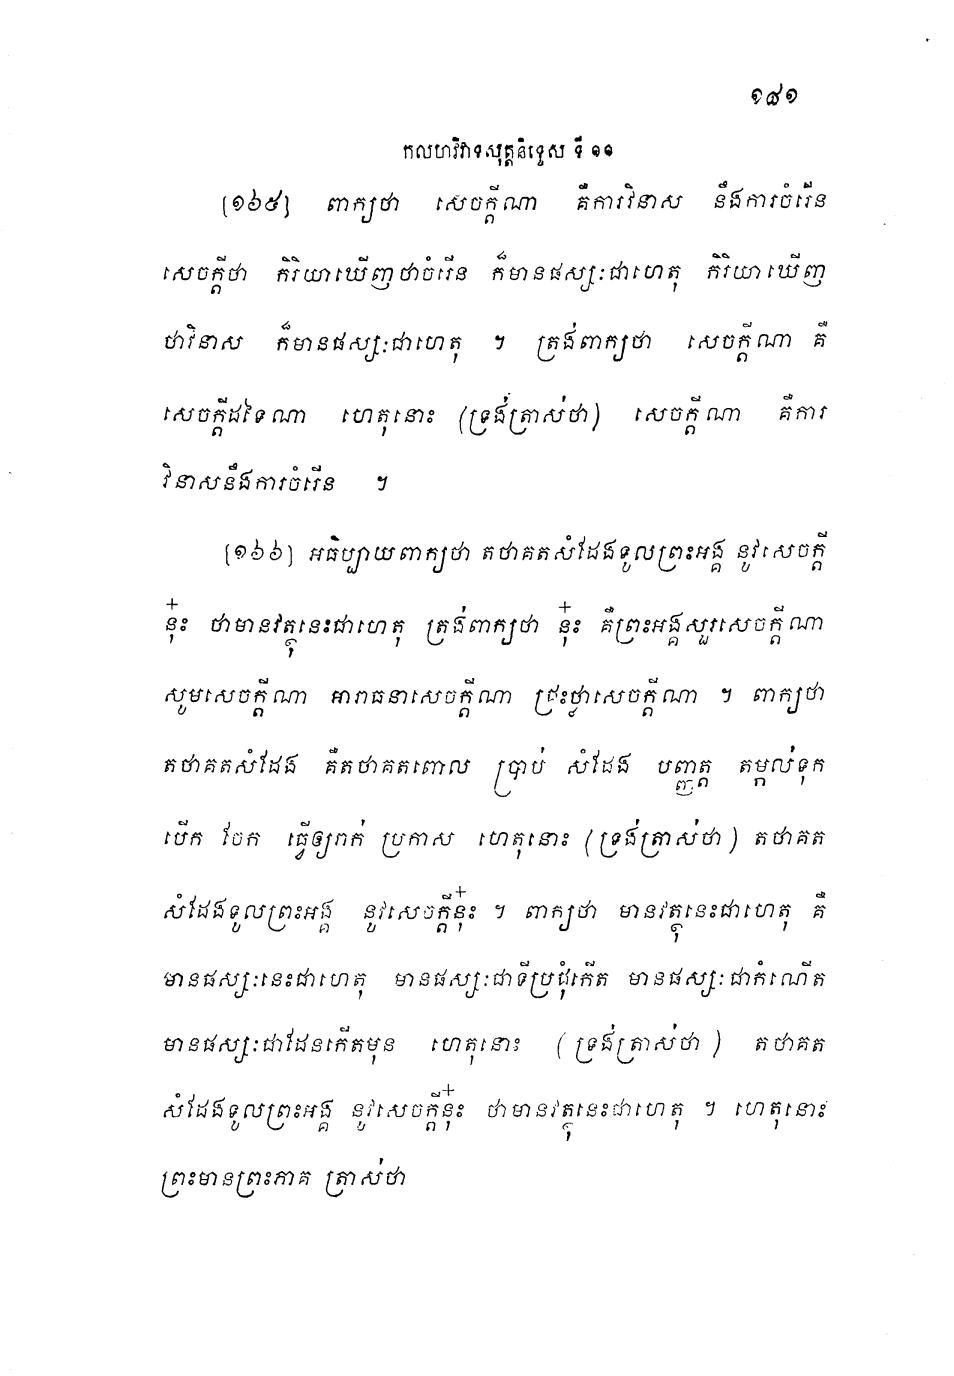 ១៤១
កលហវិវាទសុត្តនិទ្ទេស ទី ១១
[១៦៥] ពាក្យថា សេចក្តីណា គឺការវិនាស នឹងការចំរើន
សេចក្តីថា កិរិយាឃើញថាចំរើន ក៏មានផស្សៈជាហេតុ កិរិយាឃើញ
ថាវិនាស ក៏មានផស្សៈជាហេតុ ។ ត្រង់ពាក្យថា សេចក្តីណា គឺ
សេចក្តីដទៃណា ហេតុនោះ (ទ្រង់ត្រាស់ថា) សេចក្តីណា គឺការ
វិនាសនឹងការចំរើន ។
[១៦៦] អធិប្បាយពាក្យថា តថាគតសំដែងទូលព្រះអង្គ នូវសេចក្តី
នុ៎ះ ថាមានវត្ថុនេះជាហេតុ ត្រង់ពាក្យថា នុ៎ះ គឺព្រះអង្គសួរសេចក្តីណា
សូមសេចក្តីណា អារាធនាសេចក្តីណា ជ្រះថ្លាសេចក្តីណា ។ ពាក្យថា
តថាគតសំដែង គឺតថាគតពោល ប្រាប់ សំដែង បញ្ញត្ត តម្កល់ទុក
បើក ចែក ធ្វើឲ្យរាក់ ប្រកាស ហេតុនោះ (ទ្រង់ត្រាស់ថា) តថាគត
សំដែងទូលព្រះអង្គ នូវសេចក្តីនុ៎ះ ។ ពាក្យថា មានវត្ថុនេះជាហេតុ គឺ
មានផស្សៈនេះជាហេតុ មានផស្សៈជាទីប្រជុំកើត មានផស្សៈជាកំណើត
មានផស្សៈជាដែនកើតមុន ហេតុនោះ (ទ្រង់ត្រាស់ថា) តថាគត
សំដែងទូលព្រះអង្គ នូវសេចក្តីនុ៎ះ ថាមានវត្ថុនេះជាហេតុ ។ ហេតុនោះ
ព្រះមានព្រះភាគ ត្រាស់ថា